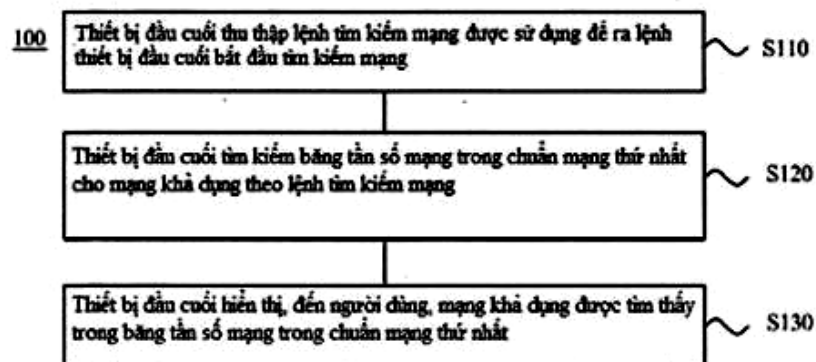 100
Thiết bị đầu cuối thu thập lệnh tìm kiếm mạng được sử dụng để ra lệnh
thiết bị đầu cuối bắt đầu tìm kiếm mạng
S110
Thiết bị đầu cuối tìm kiếm băng tần số mạng trong chuẩn mạng thứ nhất
cho mạng khả dụng theo lệnh tìm kiếm mạng
S120
Thiết bị đầu cuối hiển thị, đến người dùng, mạng khả dụng được tìm thấy
trong băng tần số mạng trong chuẩn mạng thứ nhất
S130